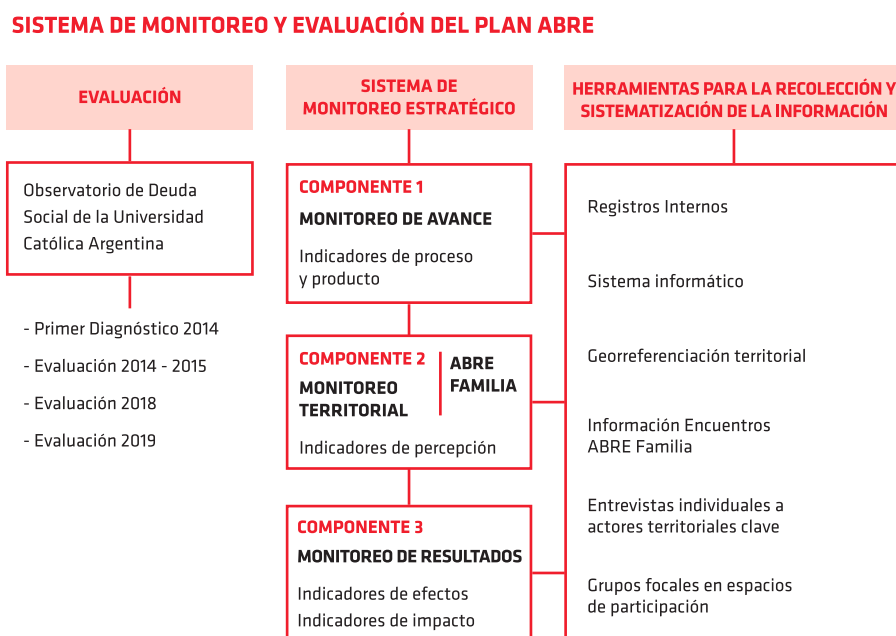 SISTEMA DE MONITOREO Y EVALUACIÓN DEL PLAN ABRE
EVALUACIÓN
Observatorio de Deuda
Social de la Universidad
Católica Argentina
- Primer Diagnóstico 2014
- Evaluación 2014 - 2015
- Evaluación 2018
- Evaluación 2019
SISTEMA DE
MONITOREO ESTRATÉGICO
COMPONENTE 1
MONITOREO DE AVANCE
Indicadores de proceso
y producto
COMPONENTE 2
MONITOREO
TERRITORIAL
ABRE
FAMILIA
Indicadores de percepción
COMPONENTE 3
MONITOREO DE RESULTADOS
Indicadores de efectos
Indicadores de impacto
HERRAMIENTAS PARA LA RECOLECCIÓN Y
SISTEMATIZACIÓN DE LA INFORMACIÓN
Registros Internos
Sistema informático
Georreferenciación territorial
Información Encuentros
ABRE Familia
Entrevistas individuales a
actores territoriales clave
Grupos focales en espacios
de participación